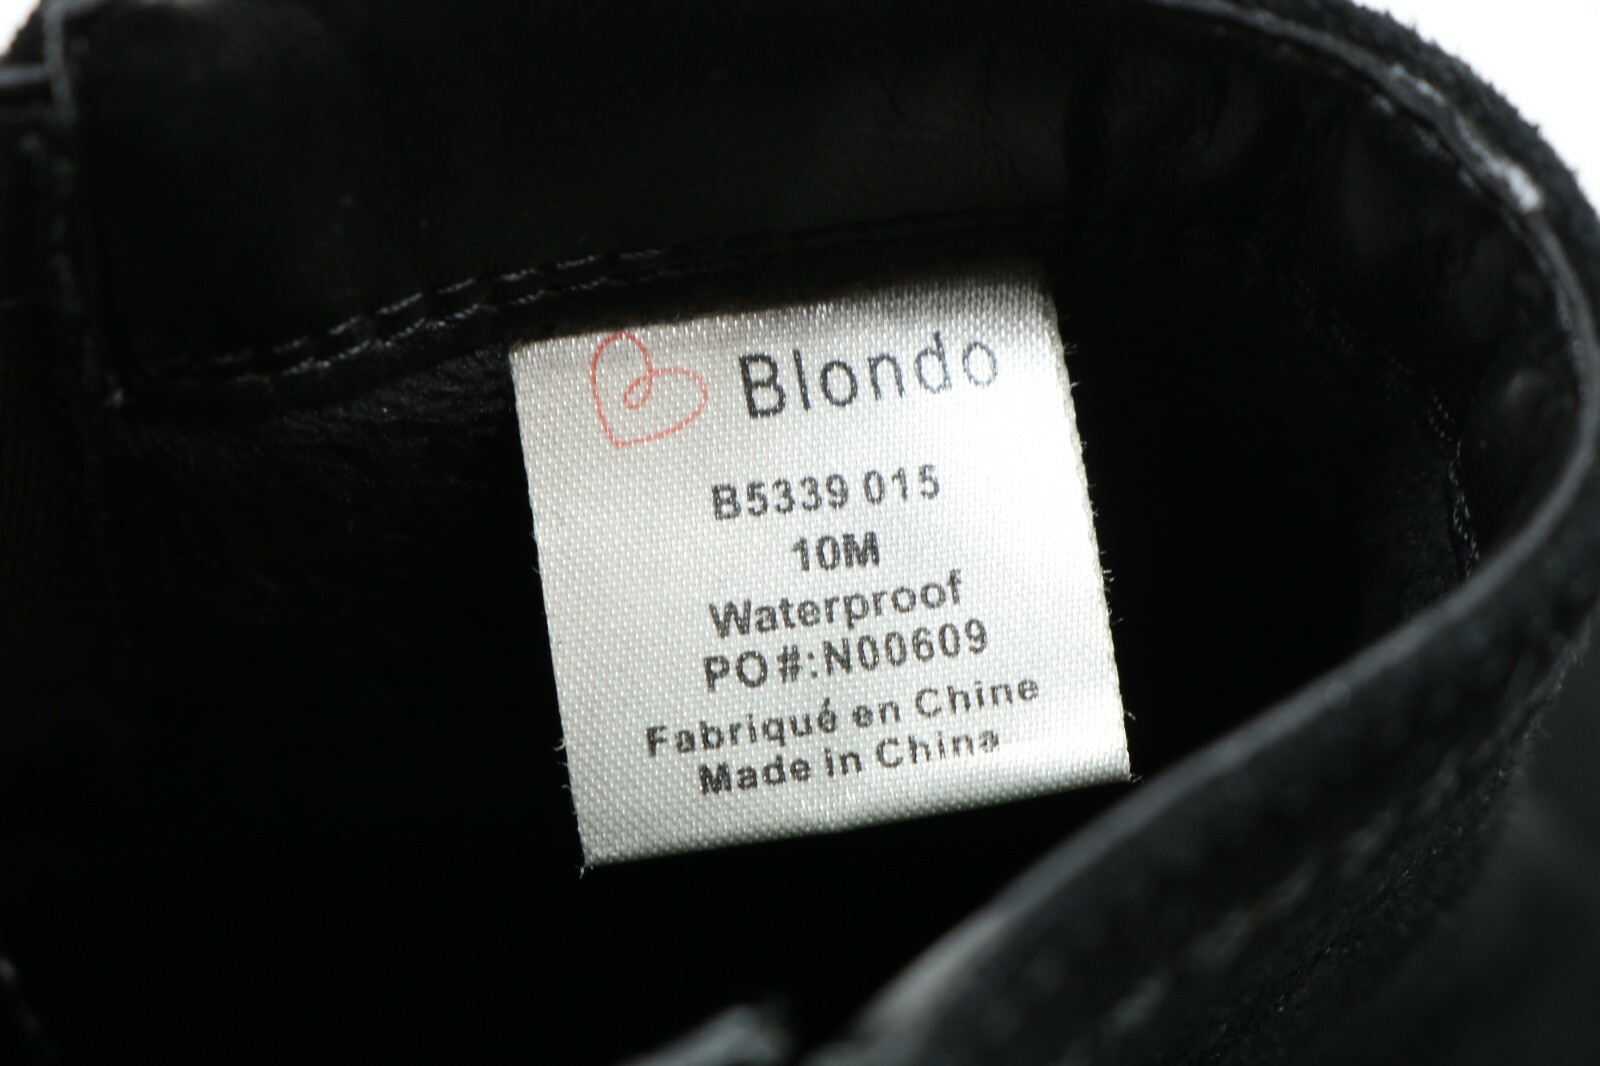 Blondo
B5339 015
10M
Waterproof
PO#:N00609
Fabriqué en Chine
Made in China